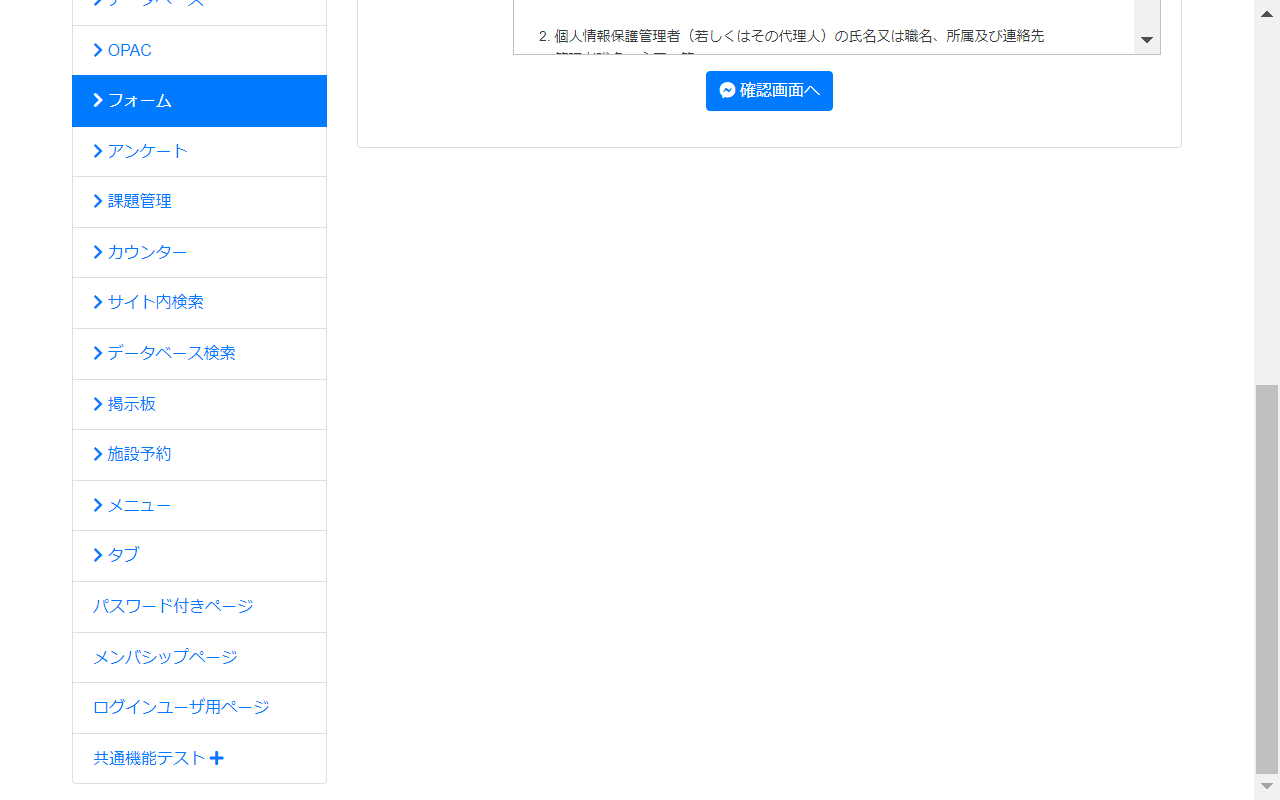 データベース
OPAC
フォーム
アンケート
課題管理
カウンター
サイト内検索
データベース検索
掲示板
施設予約
メニュー
タブ
パスワード付きページ
メンバシップページ
ログインユーザ用ページ
共通機能テスト
2. 個人情報保護管理者（若しくはその代理人）の氏名又は職名、所属及び連絡先
確認画面へ